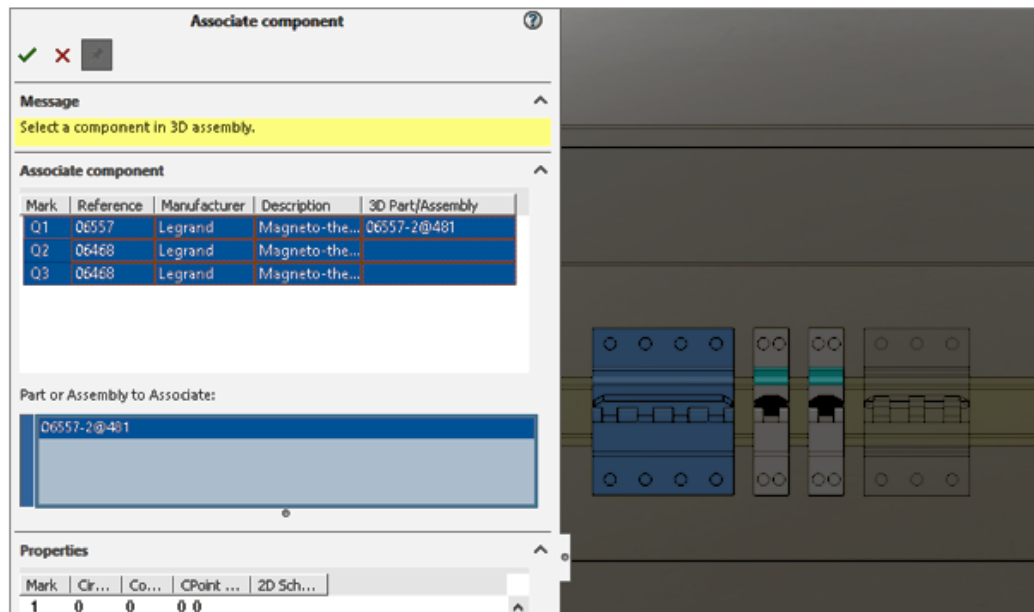 Associate component
Message
Select a component in 3D assembly.
Associate component
Mark Reference Manufacturer Description 3D Part/Assembly
Q1 06557 Legrand Magneto-the... 06557-2@481
Q2 06468 Legrand Magneto-the...
Q3 06468 Legrand Magneto-the...
Part or Assembly to Associate:
06557-2@481
Properties
Mark Cir... Co... CPoint ... 2D Sch...
1 0 0 0 0